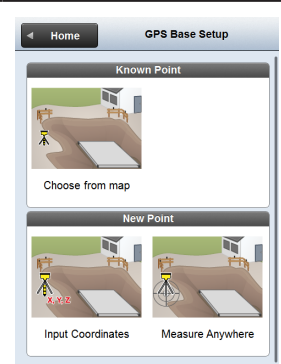 Home
GPS Base Setup
Known Point
Choose from map
New Point
X,Y,Z
Input Coordinates
Measure Anywhere